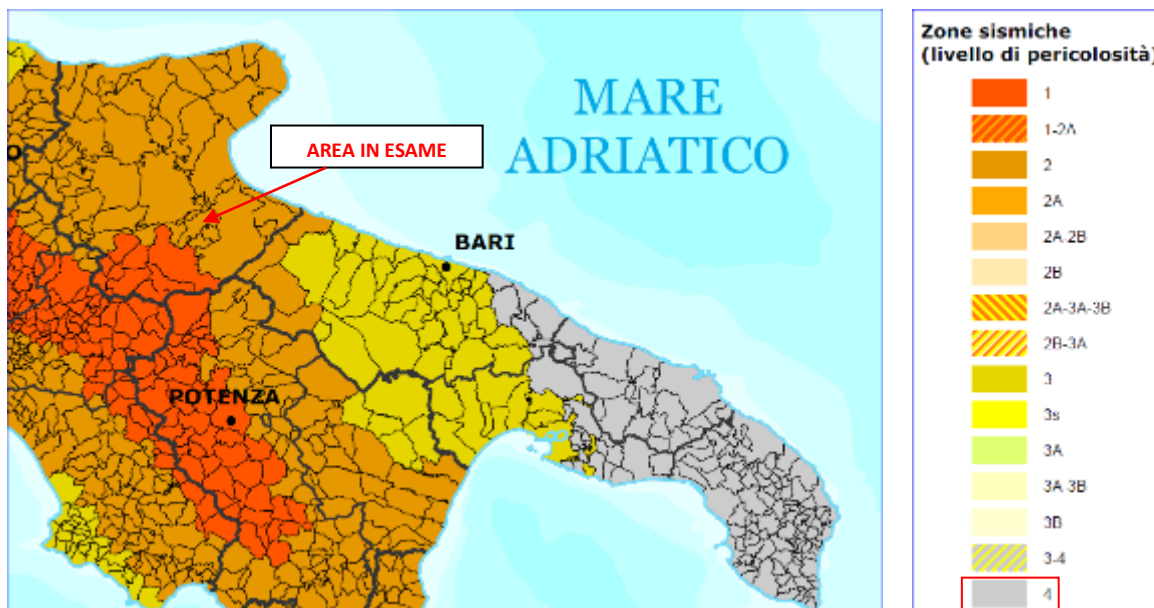 MARE
ADRIATICO
AREA IN ESAME
O
BARI
POTENZA
Zone sismiche
(livello di pericolosità)
1
1-2A
2
2A
2A-2B
2B
2A-3A-3B
2B-3A
3
3s
3A
3A-3B
3B
3-4
4